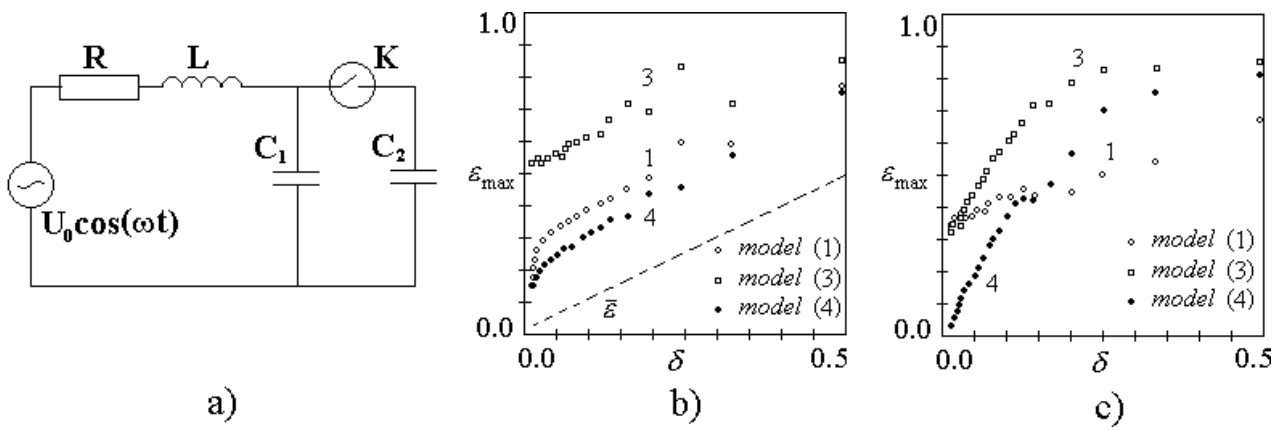 R L K
C₁ C₂
U₀cos(ωt)
a)
1.0
εmax
0.0
3
1
4
ε̅
model (1)
model (3)
model (4)
0.0 δ 0.5
b)
1.0
εmax
0.0
3
1
4
model (1)
model (3)
model (4)
0.0 δ 0.5
c)